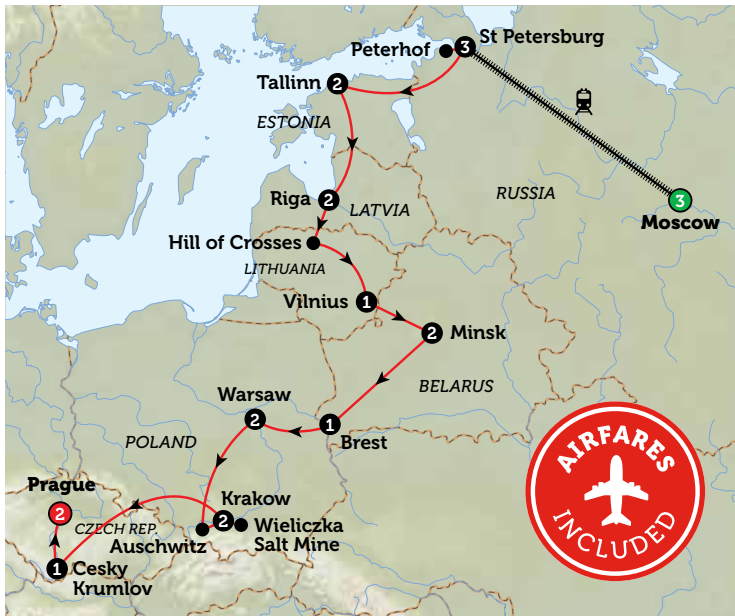 St Petersburg
Peterhof
3
Tallinn
2
ESTONIA
RUSSIA
Riga
2
LATVIA
3
Moscow
Hill of Crosses
LITHUANIA
Vilnius
1
2
Minsk
BELARUS
Warsaw
2
1
Brest
POLAND
AIRFARES
INCLUDED
Prague
2
CZECH REP.
Krakow
2
Wieliczka
Salt Mine
Auschwitz
1
Cesky
Krumlov